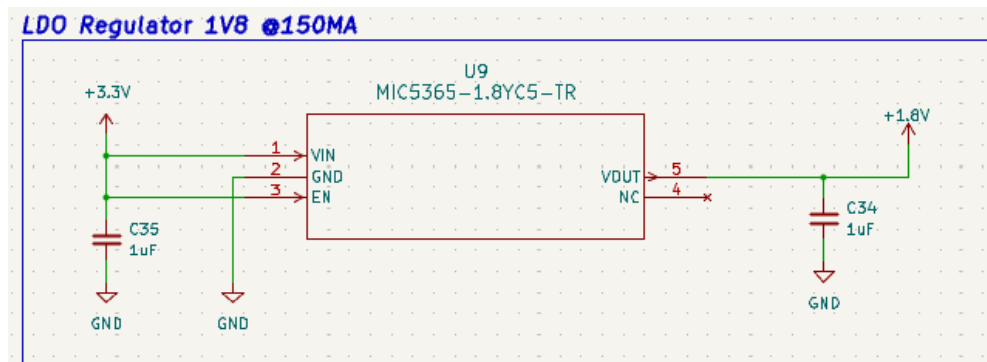 LDO Regulator 1V8 @150MA
U9
MIC5365-1.8YC5-TR
+3.3V
+1.8V
1
VIN
2
GND
3
EN
VOUT
5
NC
4
C35
1uF
C34
1uF
GND
GND
GND